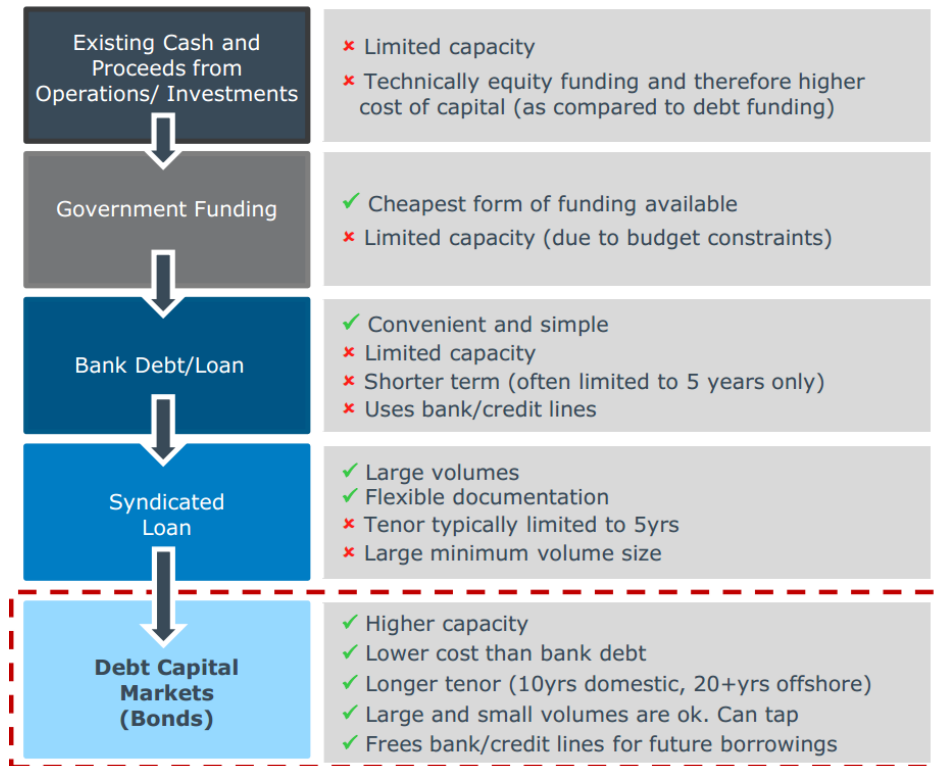 Existing Cash and
Proceeds from
Operations/ Investments
✘ Limited capacity
✘ Technically equity funding and therefore higher
cost of capital (as compared to debt funding)
Government Funding
✓ Cheapest form of funding available
✘ Limited capacity (due to budget constraints)
Bank Debt/Loan
✓ Convenient and simple
✘ Limited capacity
✘ Shorter term (often limited to 5 years only)
✘ Uses bank/credit lines
Syndicated
Loan
✓ Large volumes
✓ Flexible documentation
✘ Tenor typically limited to 5yrs
✘ Large minimum volume size
Debt Capital
Markets
(Bonds)
✓ Higher capacity
✓ Lower cost than bank debt
✓ Longer tenor (10yrs domestic, 20+yrs offshore)
✓ Large and small volumes are ok. Can tap
✓ Frees bank/credit lines for future borrowings